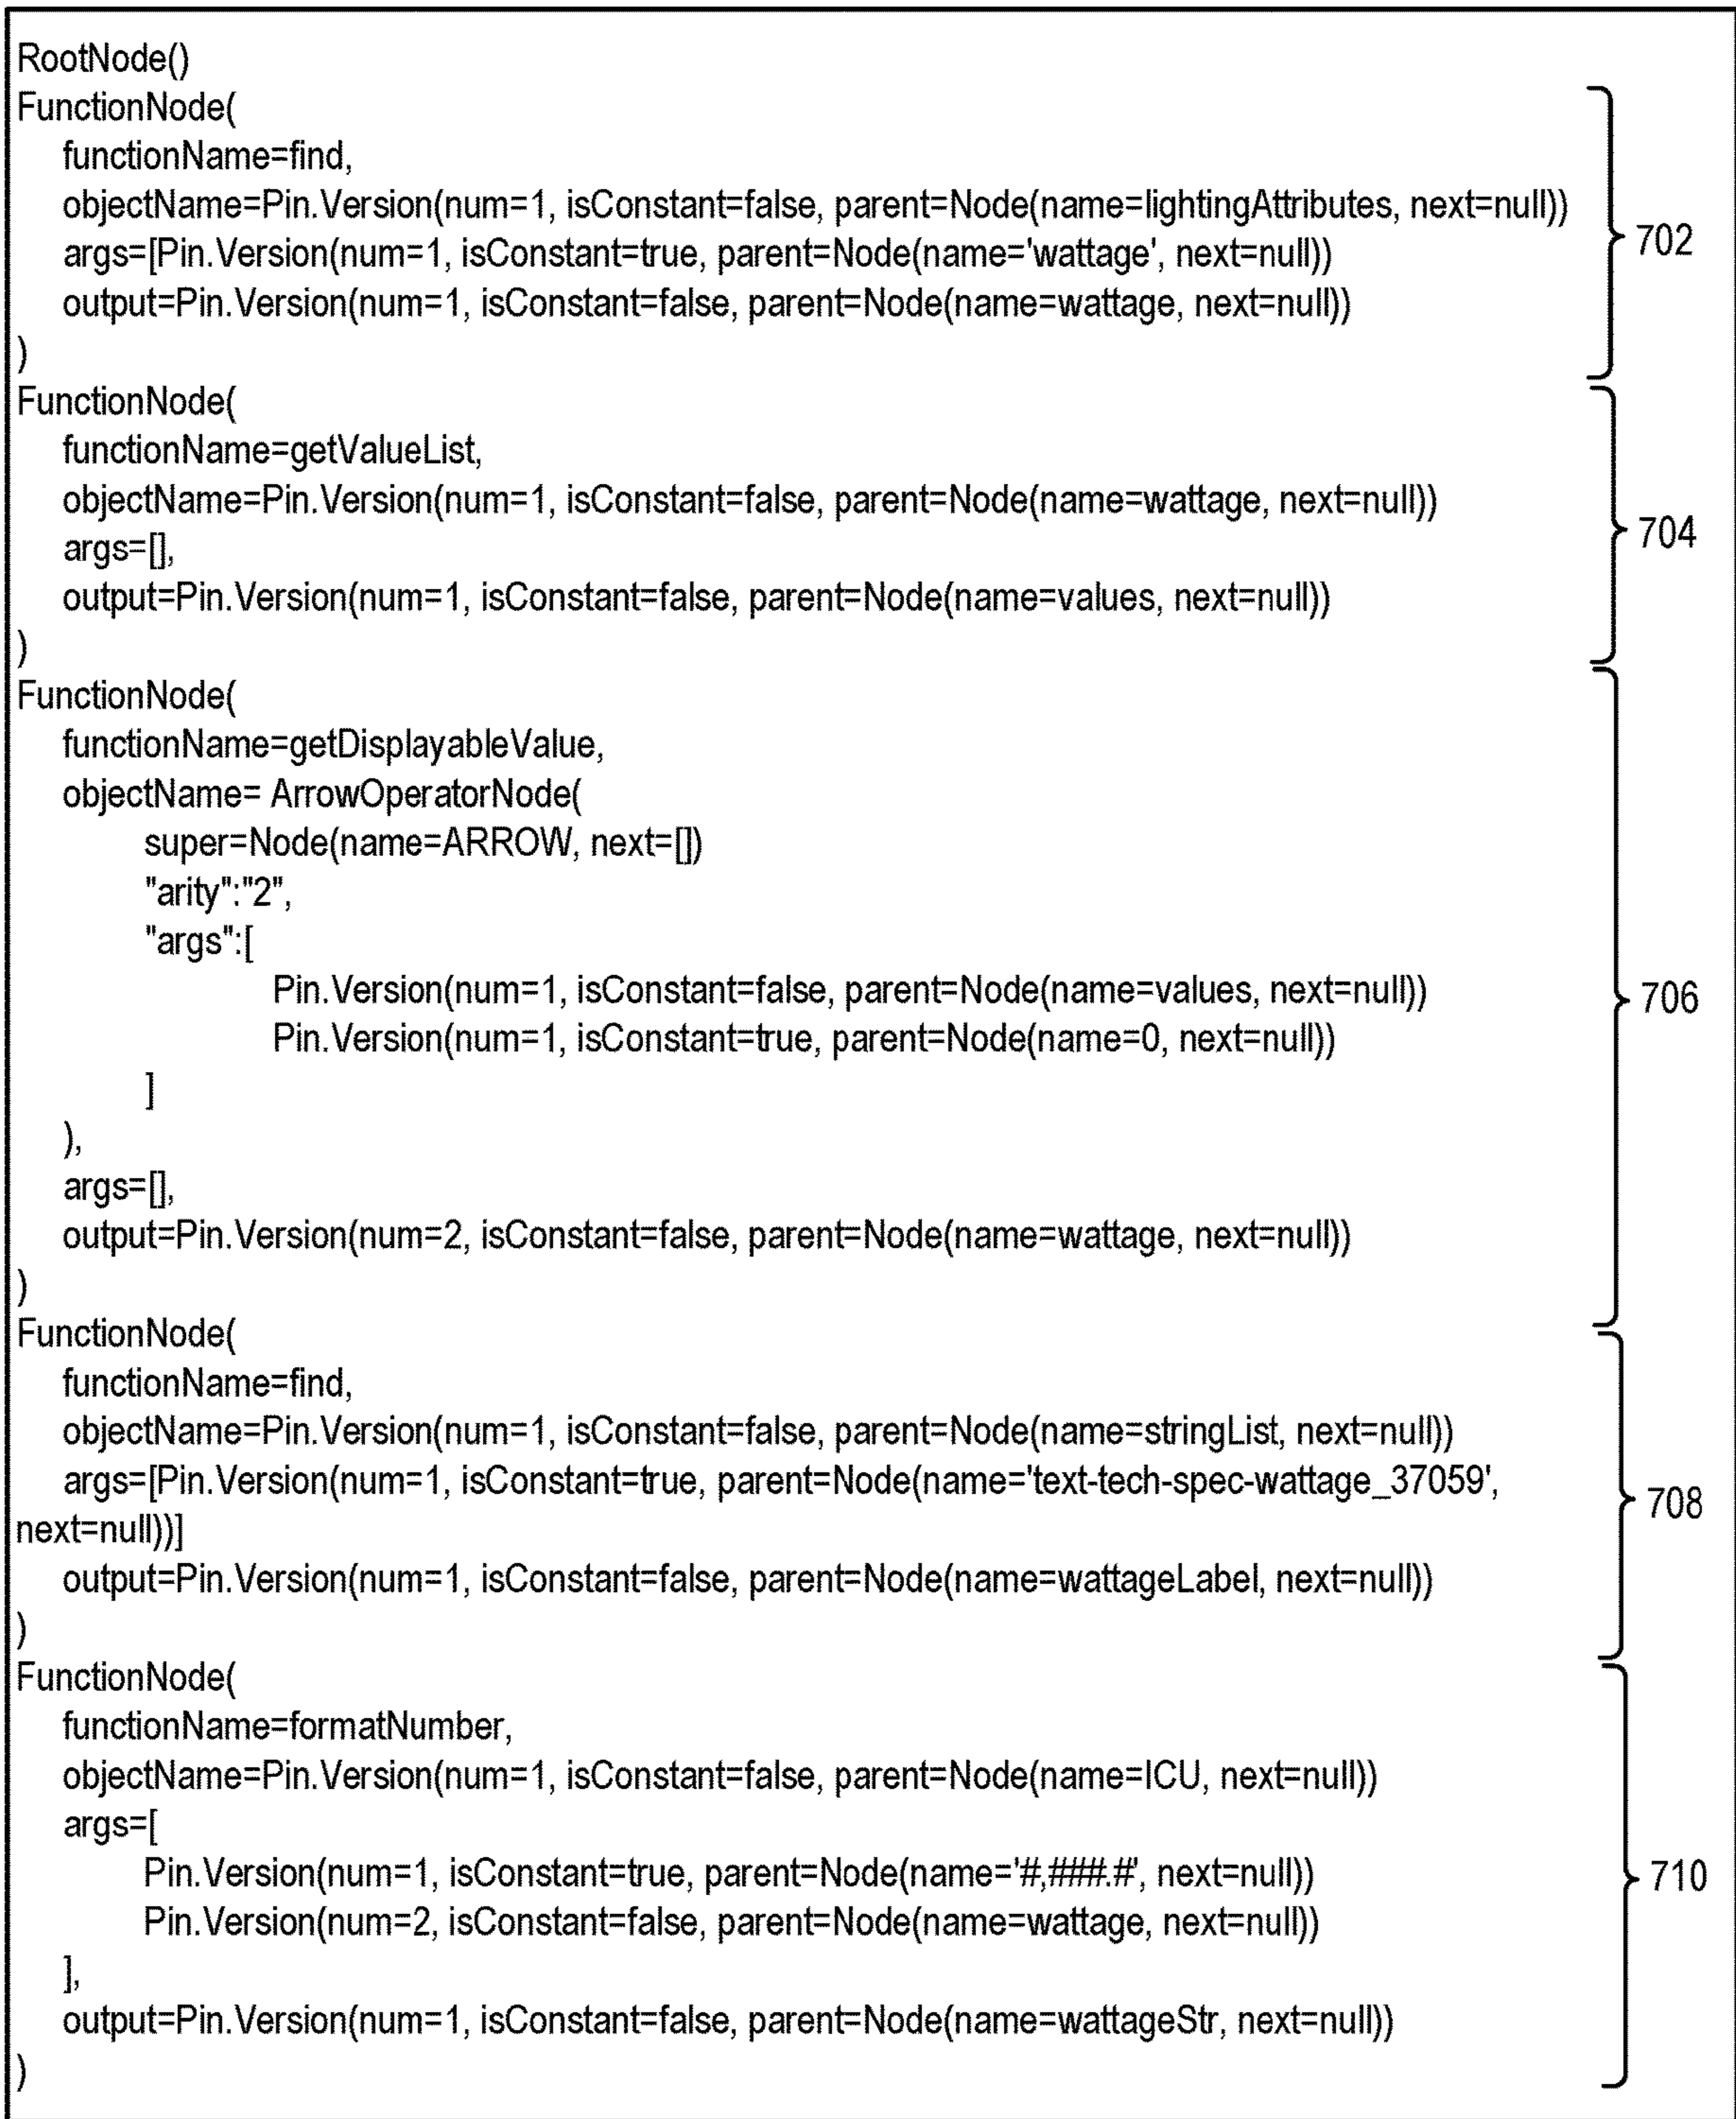 RootNode()
FunctionNode(
functionName=find,
objectName=Pin.Version(num=1, isConstant=false, parent=Node(name=lightingAttributes, next=null))
args=[Pin.Version(num=1, isConstant=true, parent=Node(name='wattage', next=null))
output=Pin.Version(num=1, isConstant=false, parent=Node(name=wattage, next=null))
)
702
FunctionNode(
functionName=getValueList,
objectName=Pin.Version(num=1, isConstant=false, parent=Node(name=wattage, next=null))
args=[],
output=Pin.Version(num=1, isConstant=false, parent=Node(name=values, next=null))
)
704
FunctionNode(
functionName=getDisplayableValue,
objectName= ArrowOperatorNode(
super=Node(name=ARROW, next=[])
"arity":"2",
"args":[
Pin.Version(num=1, isConstant=false, parent=Node(name=values, next=null))
Pin.Version(num=1, isConstant=true, parent=Node(name=0, next=null))
]
),
args=[],
output=Pin.Version(num=2, isConstant=false, parent=Node(name=wattage, next=null))
)
706
FunctionNode(
functionName=find,
objectName=Pin.Version(num=1, isConstant=false, parent=Node(name=stringList, next=null))
args=[Pin.Version(num=1, isConstant=true, parent=Node(name='text-tech-spec-wattage_37059',
next=null))]
output=Pin.Version(num=1, isConstant=false, parent=Node(name=wattageLabel, next=null))
)
708
FunctionNode(
functionName=formatNumber,
objectName=Pin.Version(num=1, isConstant=false, parent=Node(name=ICU, next=null))
args=[
Pin.Version(num=1, isConstant=true, parent=Node(name='#,###.#', next=null))
Pin.Version(num=2, isConstant=false, parent=Node(name=wattage, next=null))
],
output=Pin.Version(num=1, isConstant=false, parent=Node(name=wattageStr, next=null))
)
710